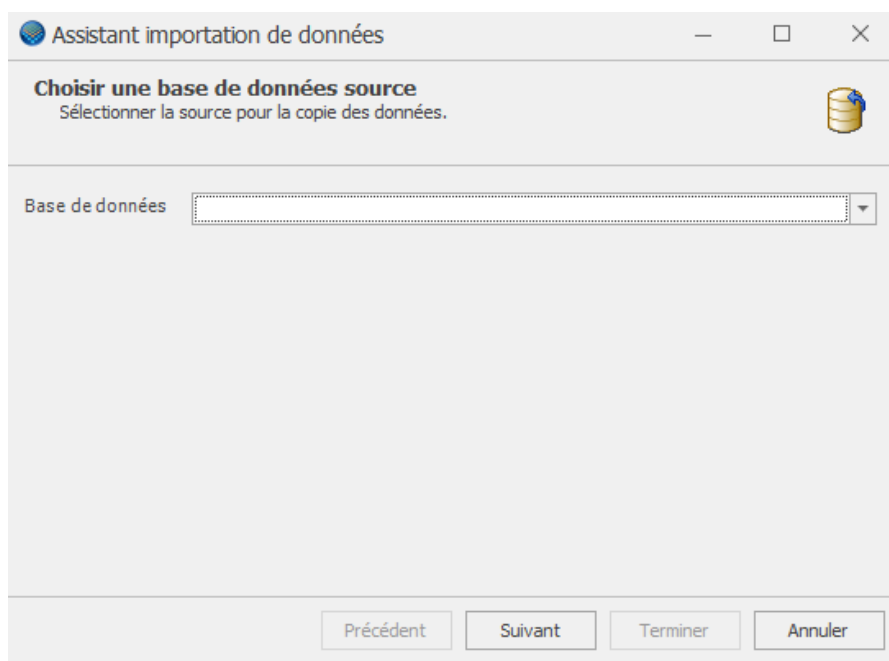 Assistant importation de données
Choisir une base de données source
Sélectionner la source pour la copie des données.
Base de données
Précédent Suivant Terminer Annuler